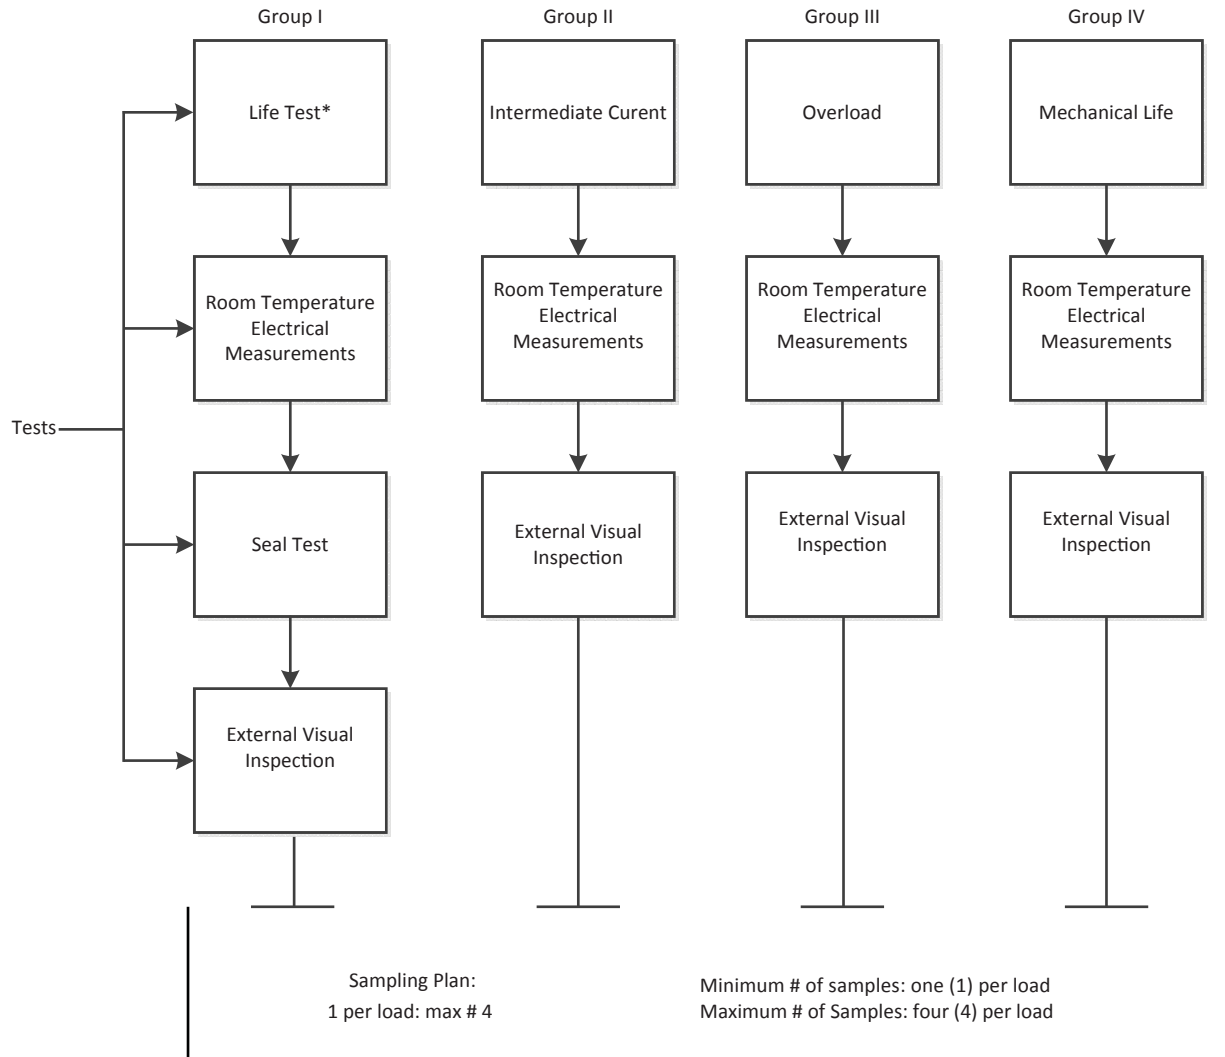 Group I
Group II
Group III
Group IV
Life Test*
Intermediate Curent
Overload
Mechanical Life
Room Temperature
Electrical
Measurements
Room Temperature
Electrical
Measurements
Room Temperature
Electrical
Measurements
Room Temperature
Electrical
Measurements
Tests
Seal Test
External Visual
Inspection
External Visual
Inspection
External Visual
Inspection
External Visual
Inspection
Sampling Plan:
1 per load: max # 4
Minimum # of samples: one (1) per load
Maximum # of Samples: four (4) per load